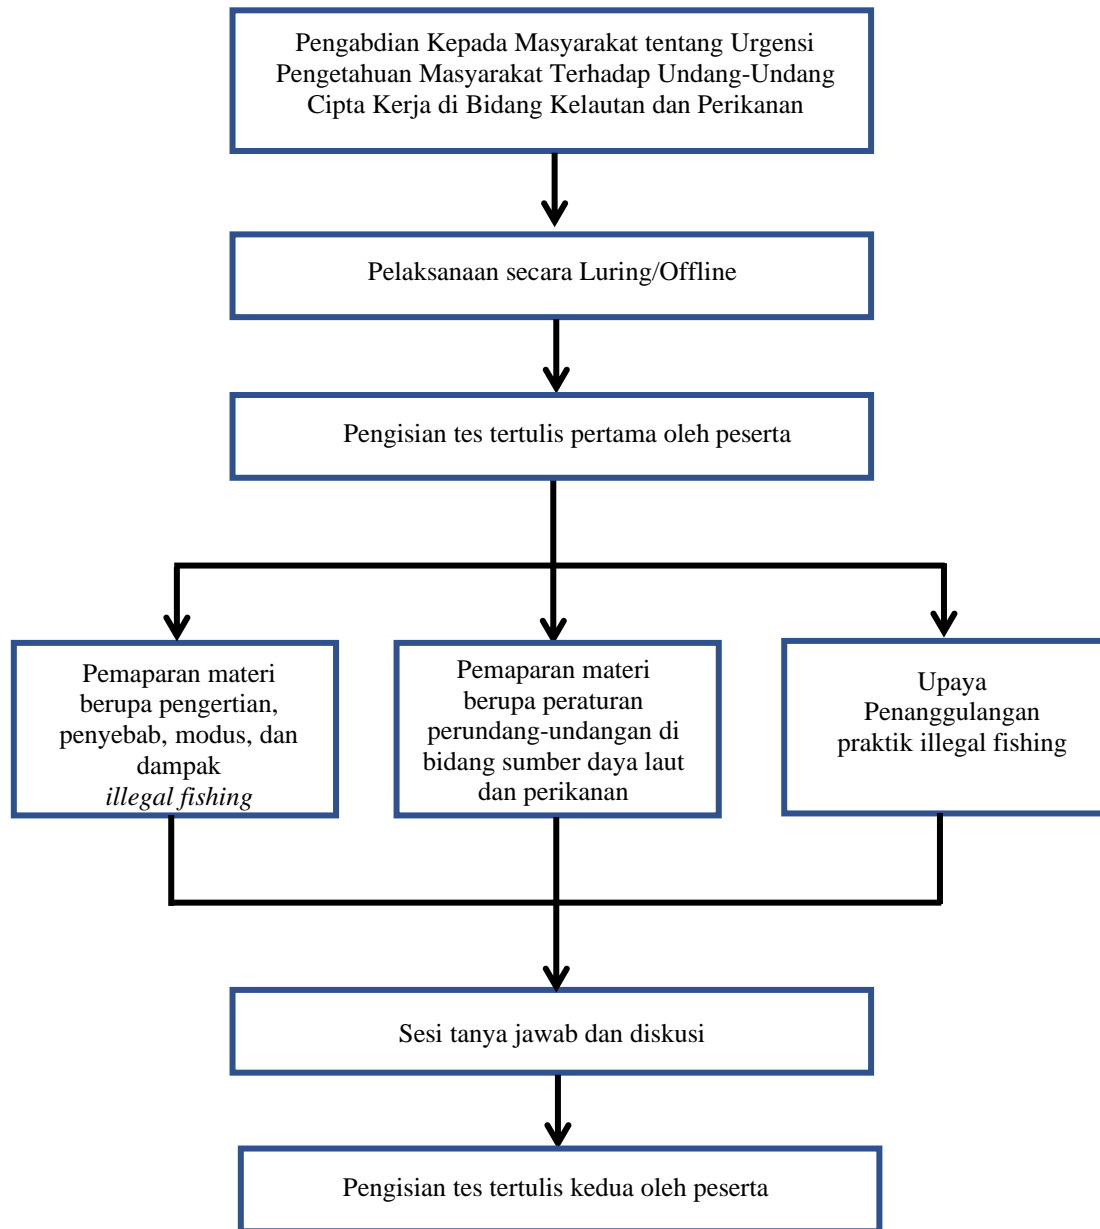 Pengabdian Kepada Masyarakat tentang Urgensi
Pengetahuan Masyarakat Terhadap Undang-Undang
Cipta Kerja di Bidang Kelautan dan Perikanan
Pelaksanaan secara Luring/Offline
Pengisian tes tertulis pertama oleh peserta
Pemaparan materi
berupa pengertian,
penyebab, modus, dan
dampak
illegal fishing
Pemaparan materi
berupa peraturan
perundang-undangan di
bidang sumber daya laut
dan perikanan
Upaya
Penanggulangan
praktik illegal fishing
Sesi tanya jawab dan diskusi
Pengisian tes tertulis kedua oleh peserta